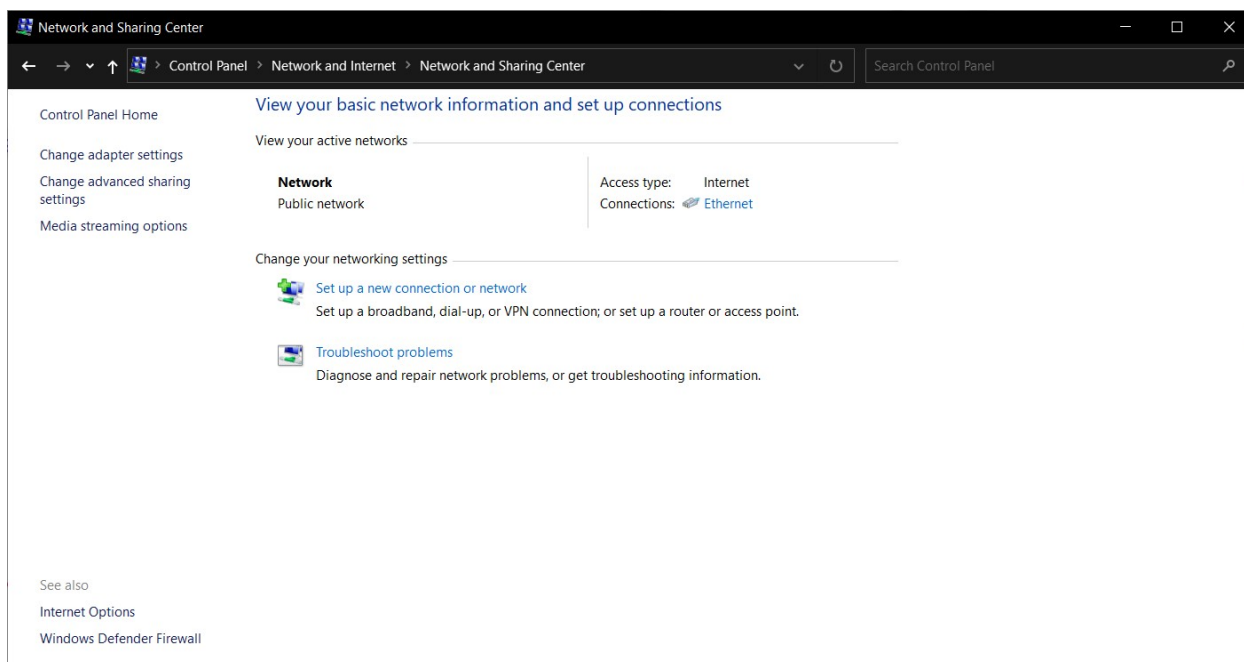 Network and Sharing Center
Control Panel > Network and Internet > Network and Sharing Center
Search Control Panel
Control Panel Home
Change adapter settings
Change advanced sharing
settings
Media streaming options
View your basic network information and set up connections
View your active networks
Network
Public network
Access type: Internet
Connections: Ethernet
Change your networking settings
Set up a new connection or network
Set up a broadband, dial-up, or VPN connection; or set up a router or access point.
Troubleshoot problems
Diagnose and repair network problems, or get troubleshooting information.
See also
Internet Options
Windows Defender Firewall